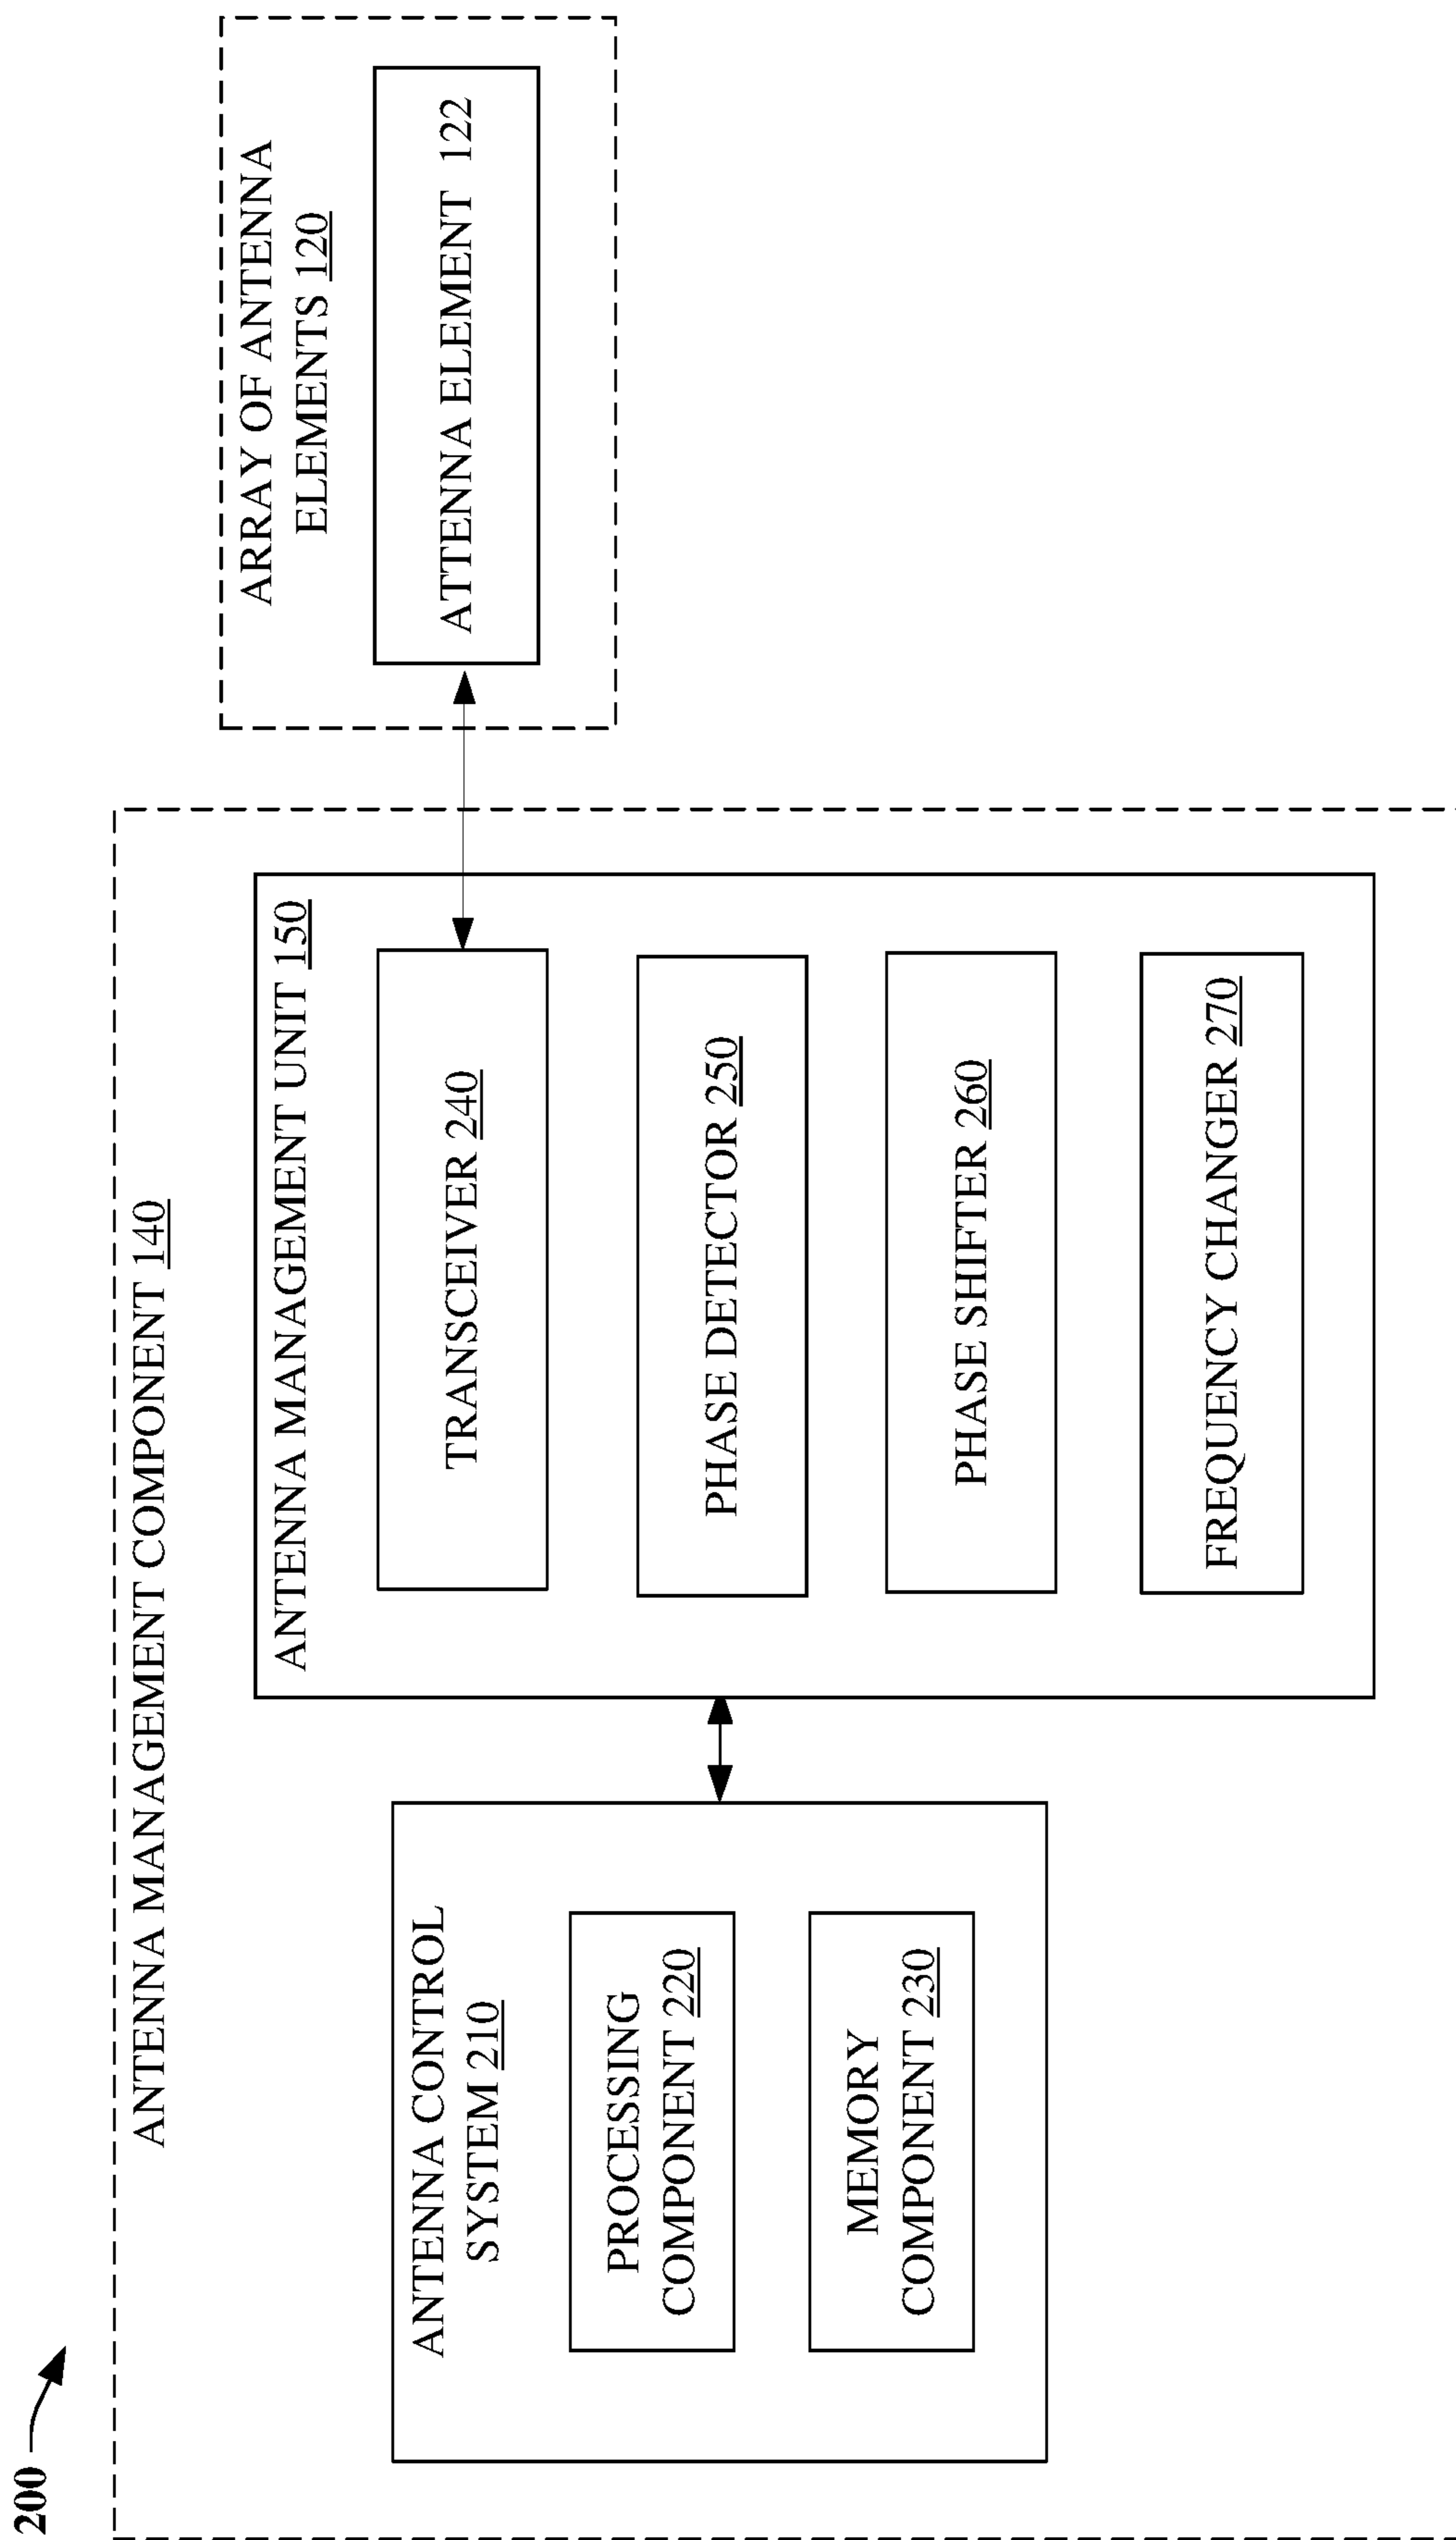 200
ANTENNA MANAGEMENT COMPONENT 140
ANTENNA CONTROL
SYSTEM 210
PROCESSING
COMPONENT 220
MEMORY
COMPONENT 230
ANTENNA MANAGEMENT UNIT 150
TRANSCEIVER 240
PHASE DETECTOR 250
PHASE SHIFTER 260
FREQUENCY CHANGER 270
ARRAY OF ANTENNA
ELEMENTS 120
ATTENNA ELEMENT 122